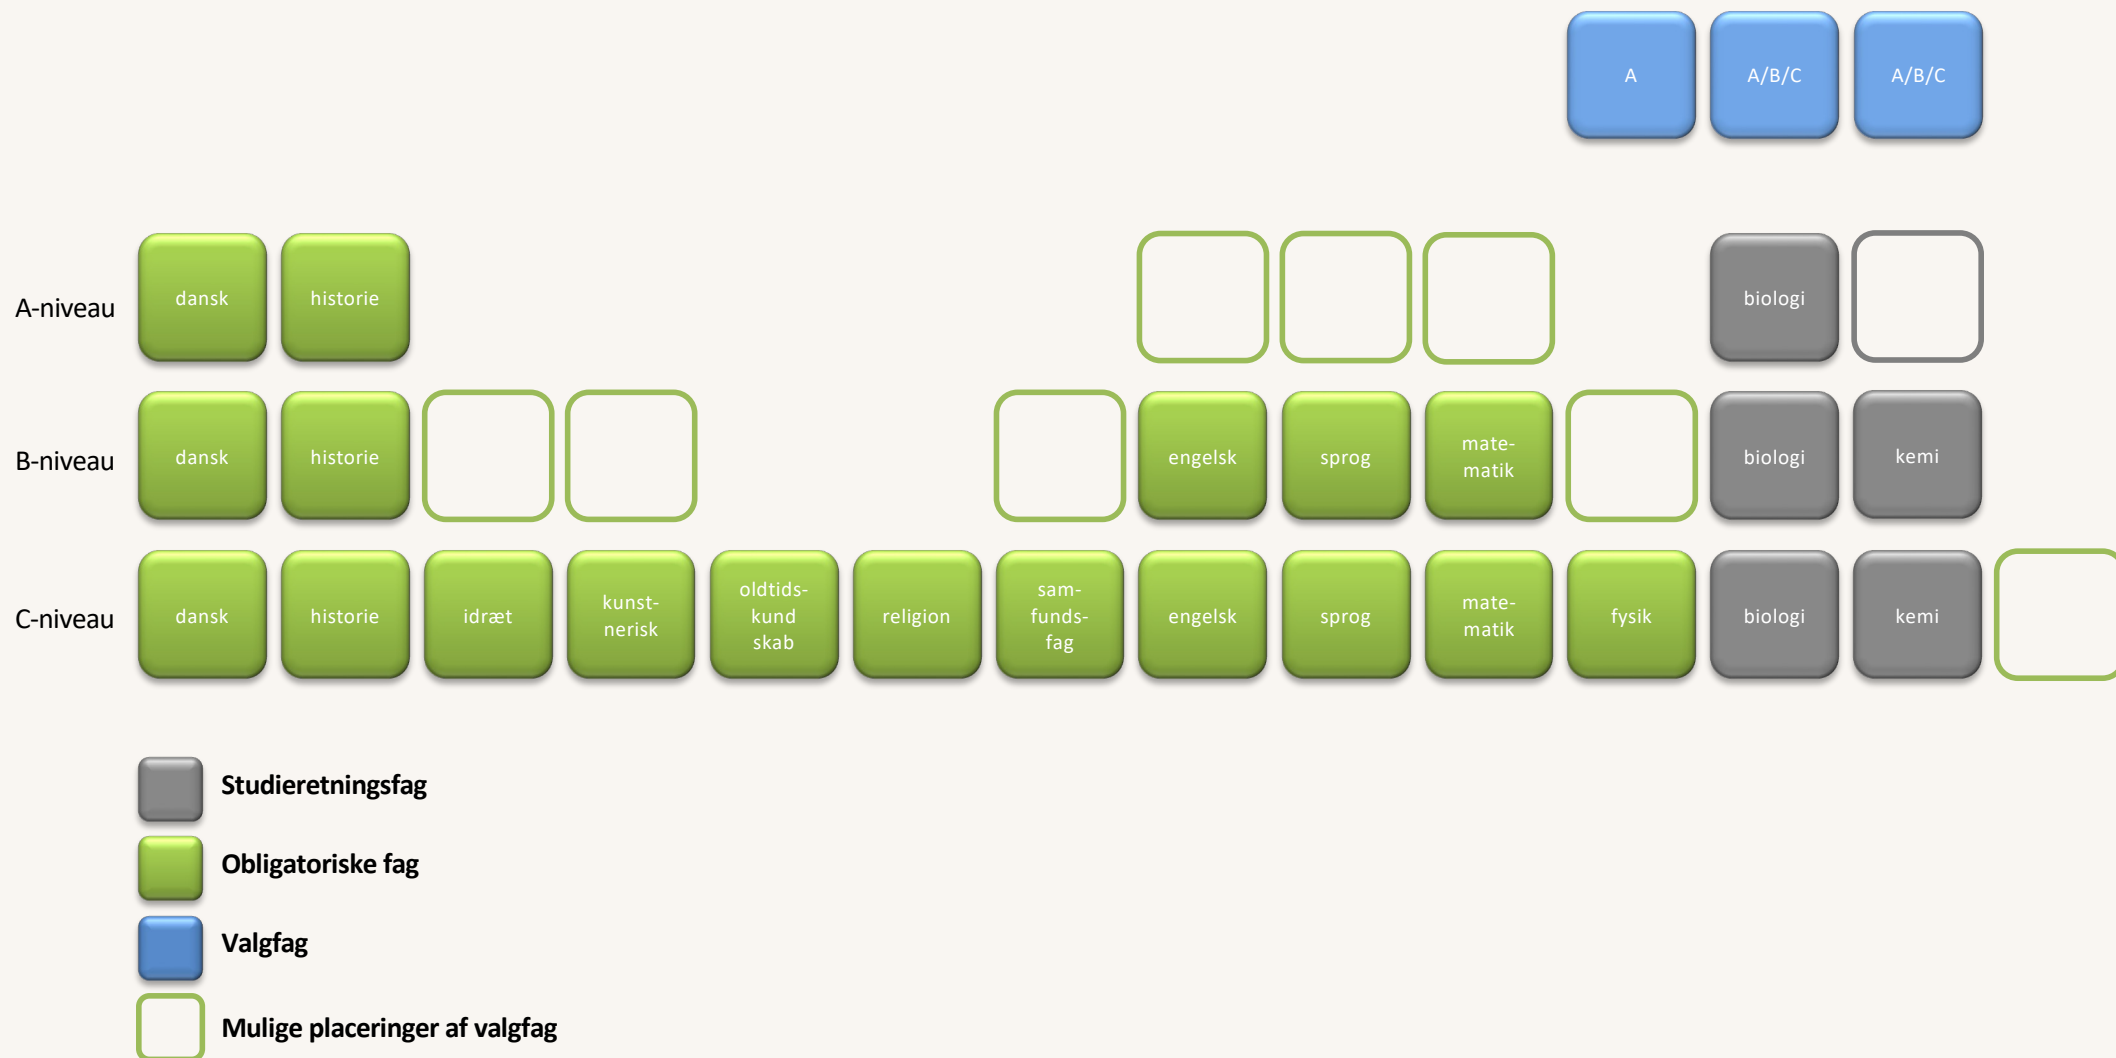 A
A/B/C
A/B/C
A-niveau
dansk
historie
biologi
B-niveau
dansk
historie
engelsk
sprog
mate-
matik
biologi
kemi
C-niveau
dansk
historie
idræt
kunst-
nerisk
oldtids-
kund
skab
religion
sam-
funds-
fag
engelsk
sprog
mate-
matik
fysik
biologi
kemi
Studieretningsfag
Obligatoriske fag
Valgfag
Mulige placeringer af valgfag